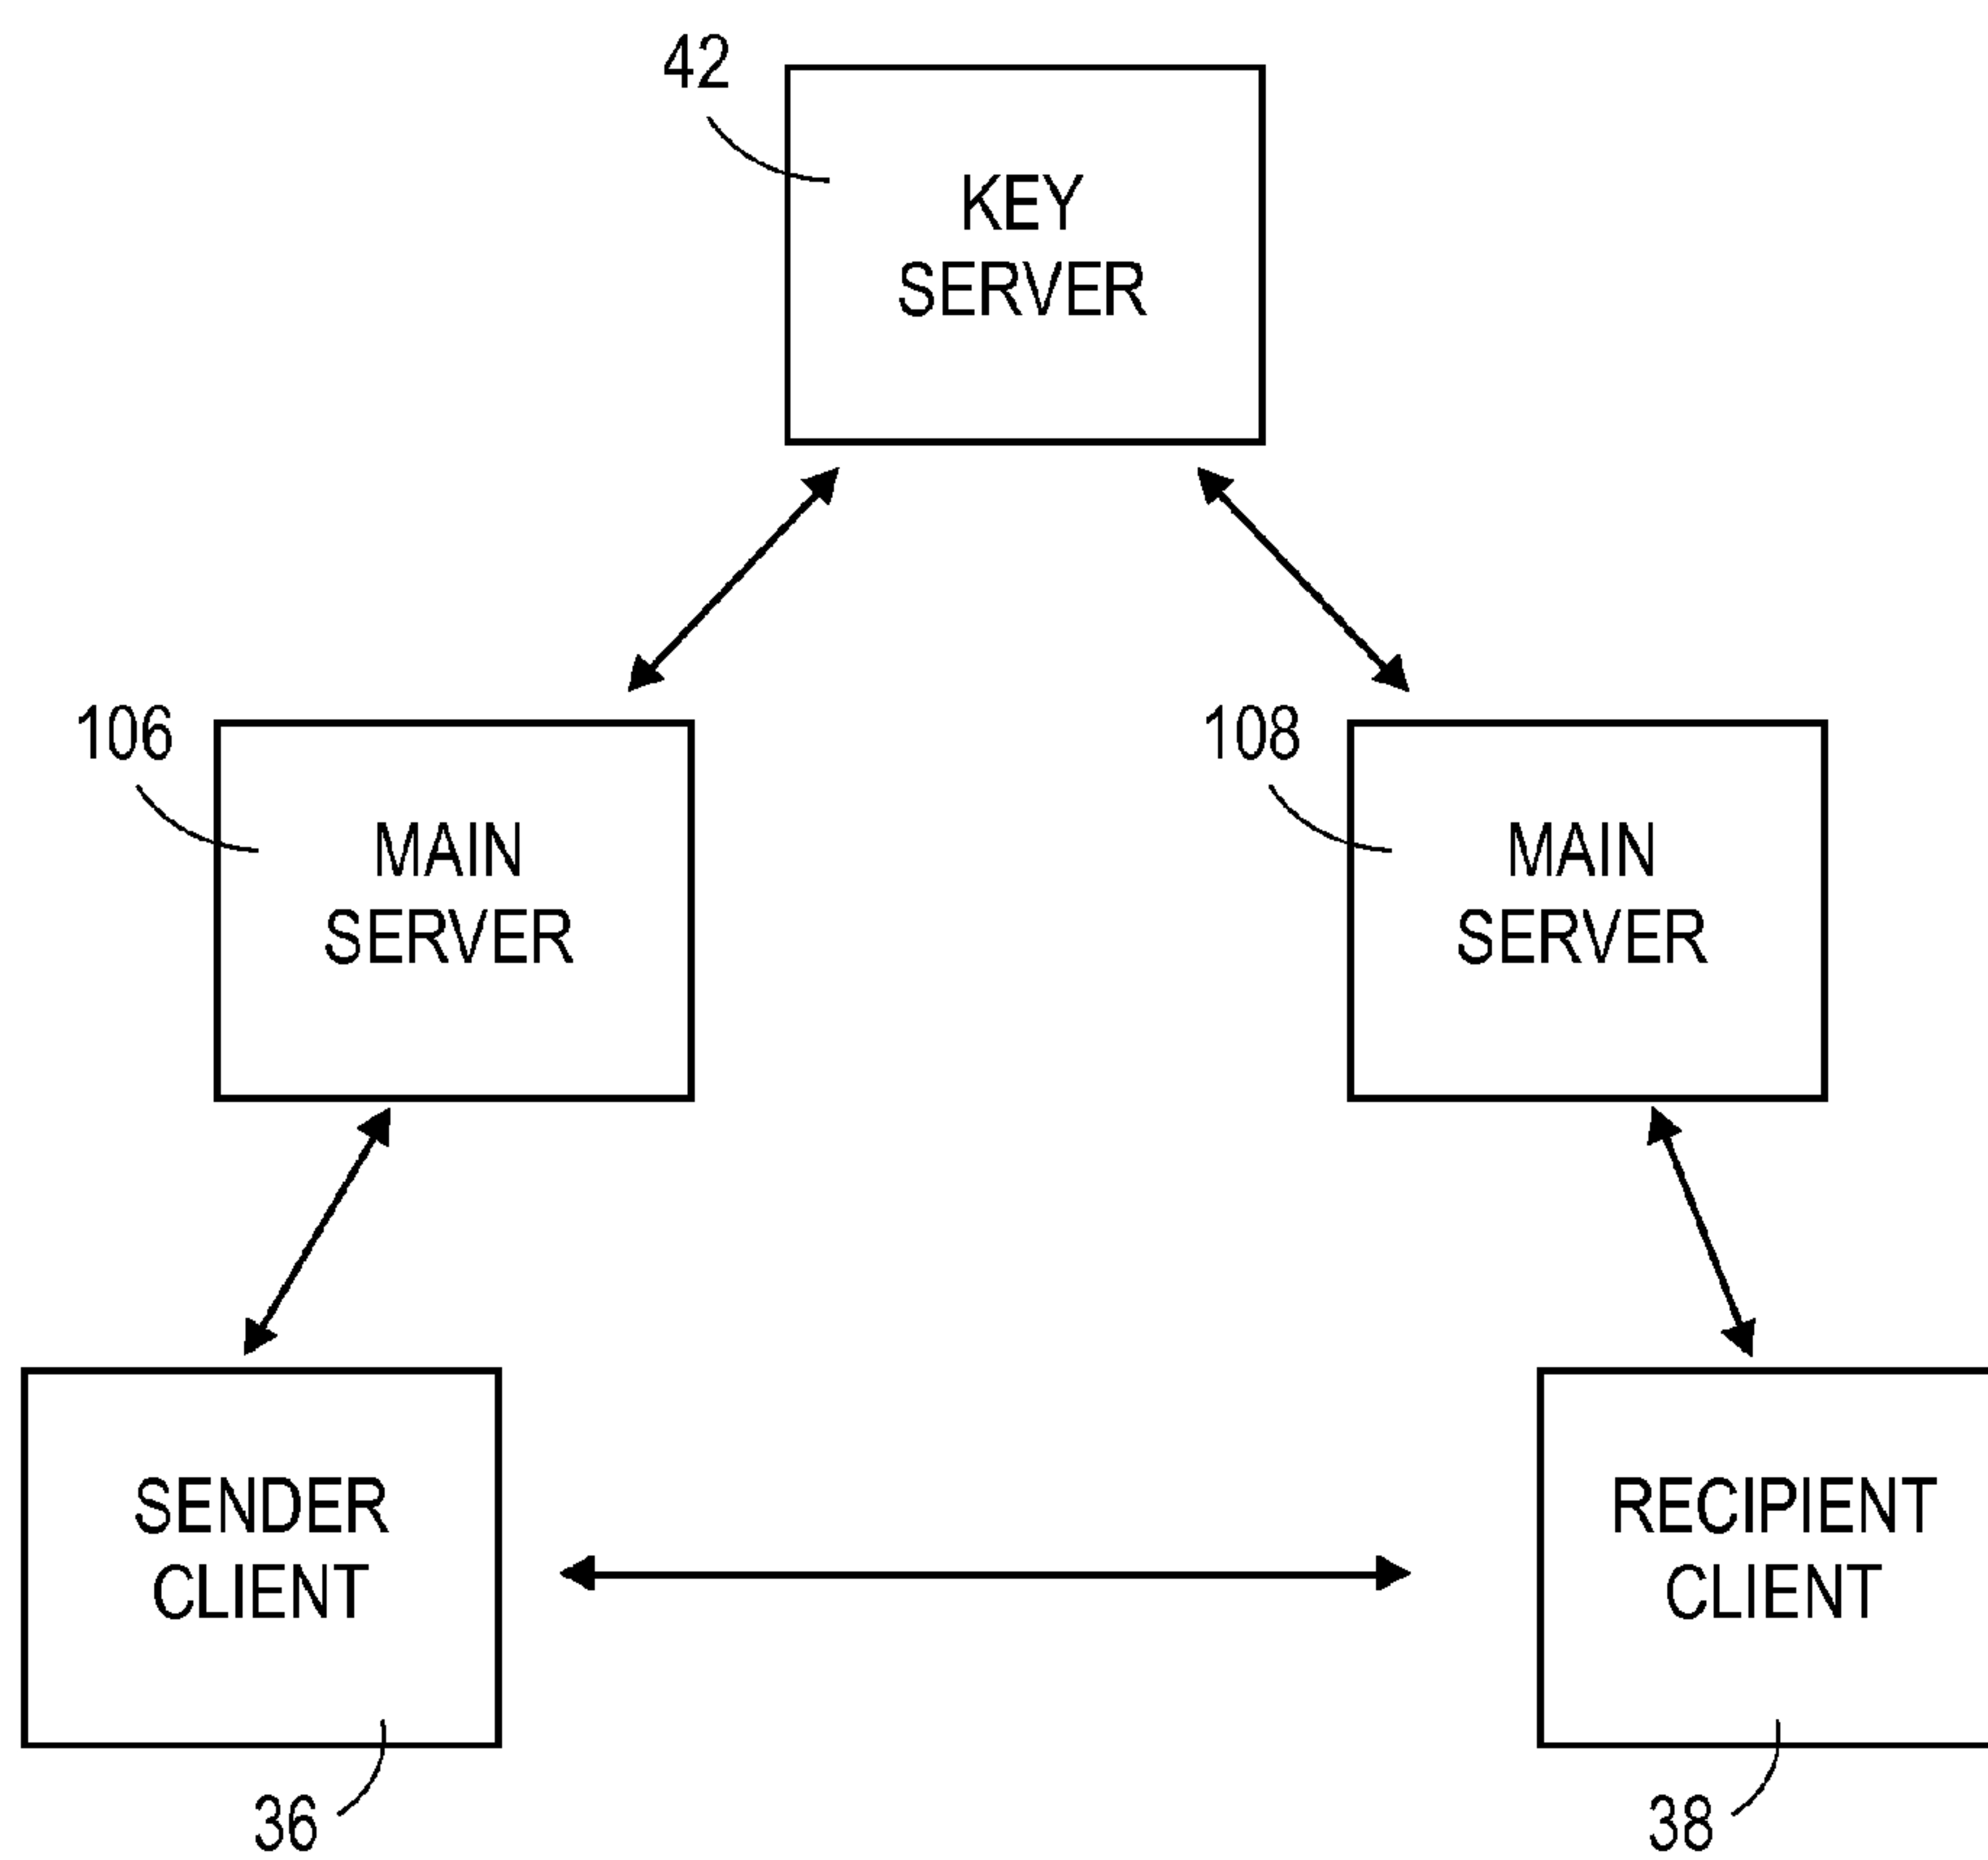 42
KEY
SERVER
106
MAIN
SERVER
108
MAIN
SERVER
SENDER
CLIENT
36
RECIPIENT
CLIENT
38